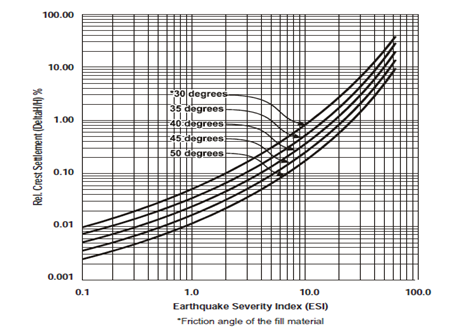 100.00
10.00
1.00
0.10
0.01
0.001
Rel. Crest Settlement (Delta/M) %
*30 degrees
35 degrees
40 degrees
45 degrees
50 degrees
0.1
1.0
10.0
100.0
Earthquake Severity Index (ESI)
*Friction angle of the fill material